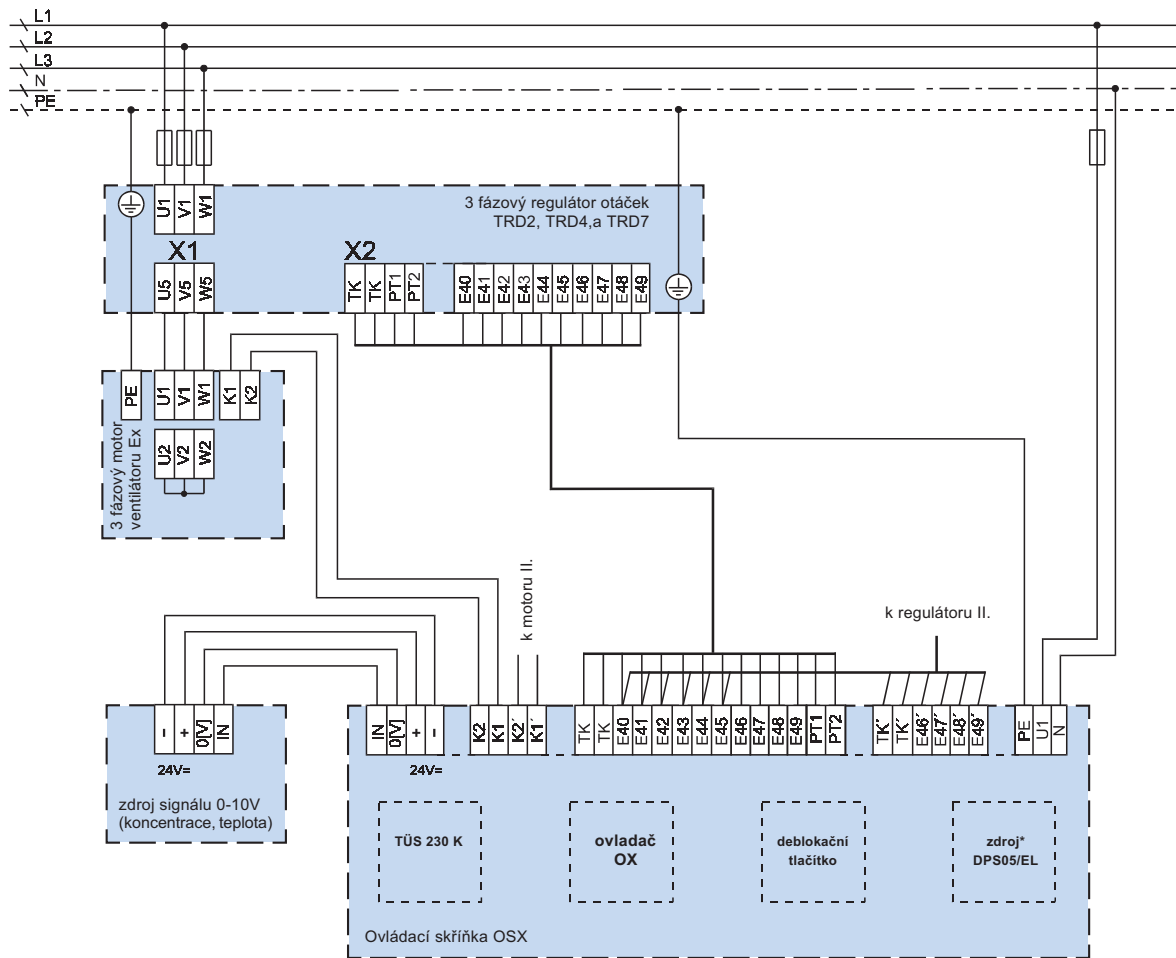 L1
L2
L3
N
PE
U1 V1 W1
3 fázový regulátor otáček
TRD2, TRD4,a TRD7
X1
X2
U5 V5 W5
TK TK PT1 PT2
E40 E41 E42 E43 E44 E45 E46 E47 E48 E49
PE
U1 V1 W1
K1 K2
U2 V2 W2
3 fázový motor
ventilátoru Ex
k motoru II.
k regulátoru II.
- + 0[V] IN
24V=
zdroj signálu 0-10V
(koncentrace, teplota)
IN 0[V] + -
24V=
K2 K1 K2´ K1´
TK TK E40 E41 E42 E43 E44 E45 E46 E47 E48 E49 PT1 PT2
TK´ TK´ E46´ E47´ E48´ E49´
PE U1 N
TÜS 230 K
ovladač
OX
deblokační
tlačítko
zdroj*
DPS05/EL
Ovládací skříňka OSX